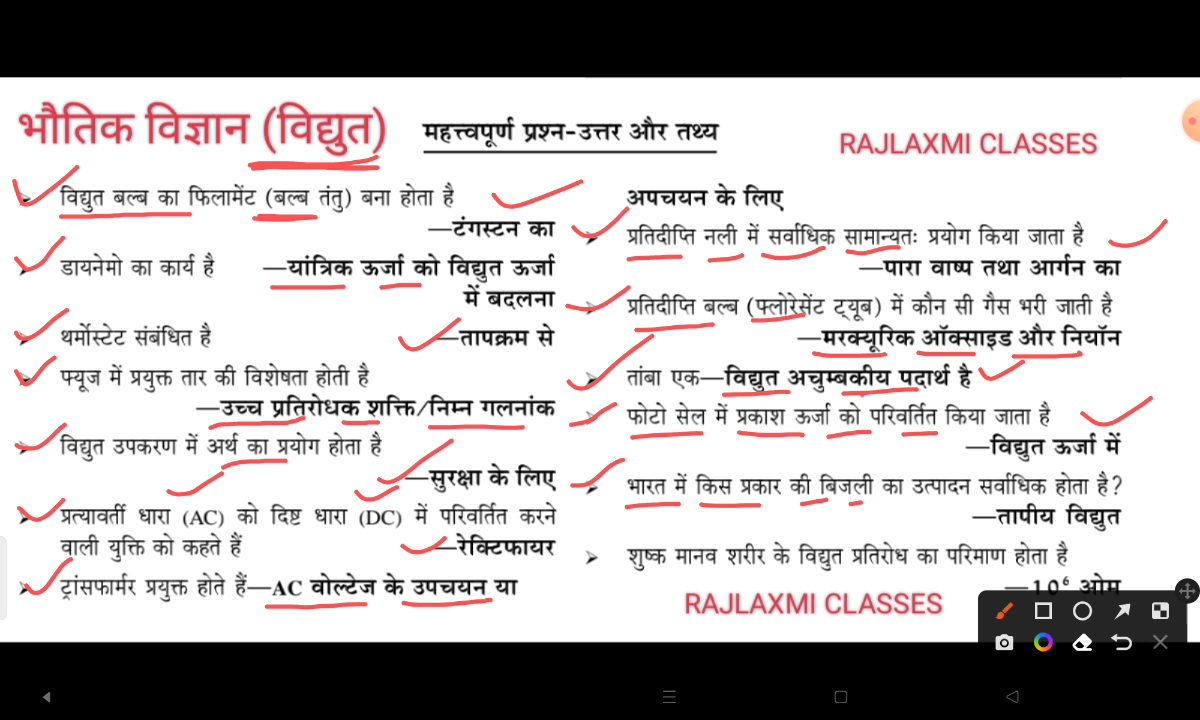 भौतिक विज्ञान (विद्युत)
महत्त्वपूर्ण प्रश्न-उत्तर और तथ्य
RAJLAXMI CLASSES
विद्युत बल्ब का फिलामेंट (बल्ब तंतु) बना होता है
—टंगस्टन का
डायनेमो का कार्य है —यांत्रिक ऊर्जा को विद्युत ऊर्जा
में बदलना
थर्मोस्टेट संबंधित है —तापक्रम से
फ्यूज में प्रयुक्त तार की विशेषता होती है
—उच्च प्रतिरोधक शक्ति/निम्न गलनांक
विद्युत उपकरण में अर्थ का प्रयोग होता है
—सुरक्षा के लिए
प्रत्यावर्ती धारा (AC) को दिष्ट धारा (DC) में परिवर्तित करने
वाली युक्ति को कहते हैं —रेक्टिफायर
ट्रांसफार्मर प्रयुक्त होते हैं—AC वोल्टेज के उपचयन या
अपचयन के लिए
प्रतिदीप्ति नली में सर्वाधिक सामान्यतः प्रयोग किया जाता है
—पारा वाष्प तथा आर्गन का
प्रतिदीप्ति बल्ब (फ्लोरेसेंट ट्यूब) में कौन सी गैस भरी जाती है
—मरक्यूरिक ऑक्साइड और नियॉन
तांबा एक—विद्युत अचुम्बकीय पदार्थ है
फोटो सेल में प्रकाश ऊर्जा को परिवर्तित किया जाता है
—विद्युत ऊर्जा में
भारत में किस प्रकार की बिजली का उत्पादन सर्वाधिक होता है?
—तापीय विद्युत
शुष्क मानव शरीर के विद्युत प्रतिरोध का परिमाण होता है
—10⁶ ओम
RAJLAXMI CLASSES